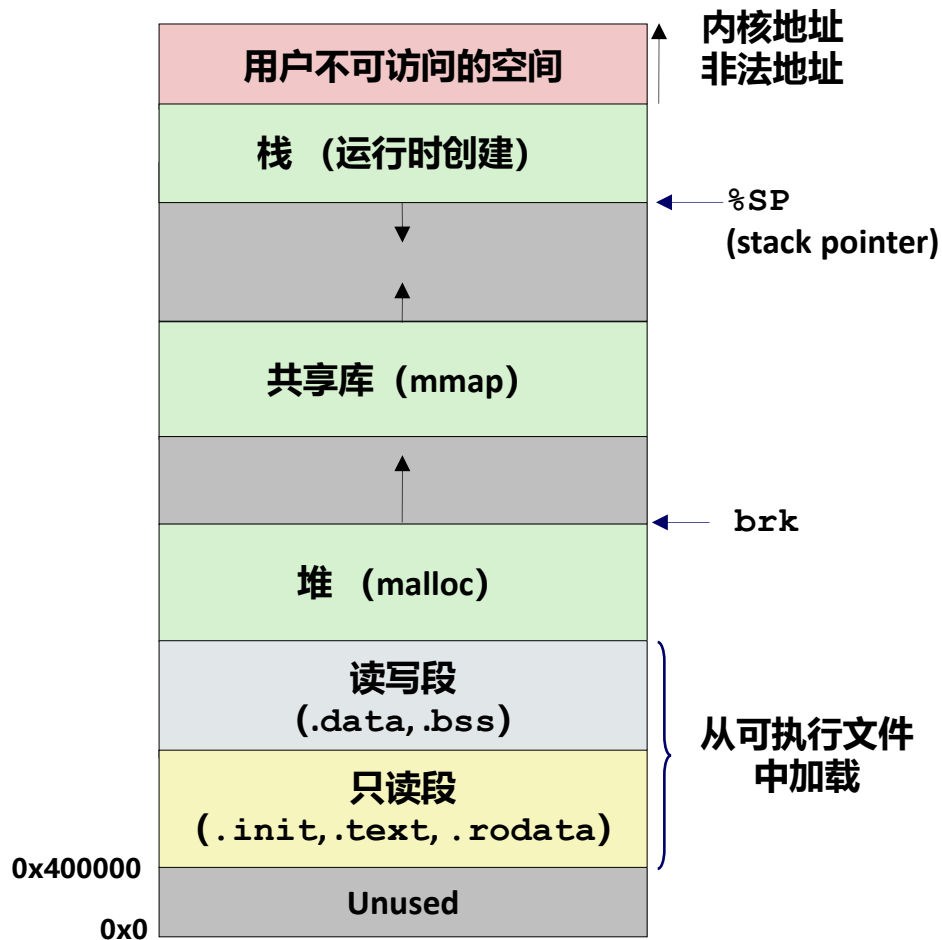 内核地址
非法地址
用户不可访问的空间
栈 （运行时创建）
%SP
(stack pointer)
共享库（mmap）
brk
堆 （malloc）
读写段
(.data, .bss)
从可执行文件
中加载
只读段
(.init, .text, .rodata)
0x400000
Unused
0x0